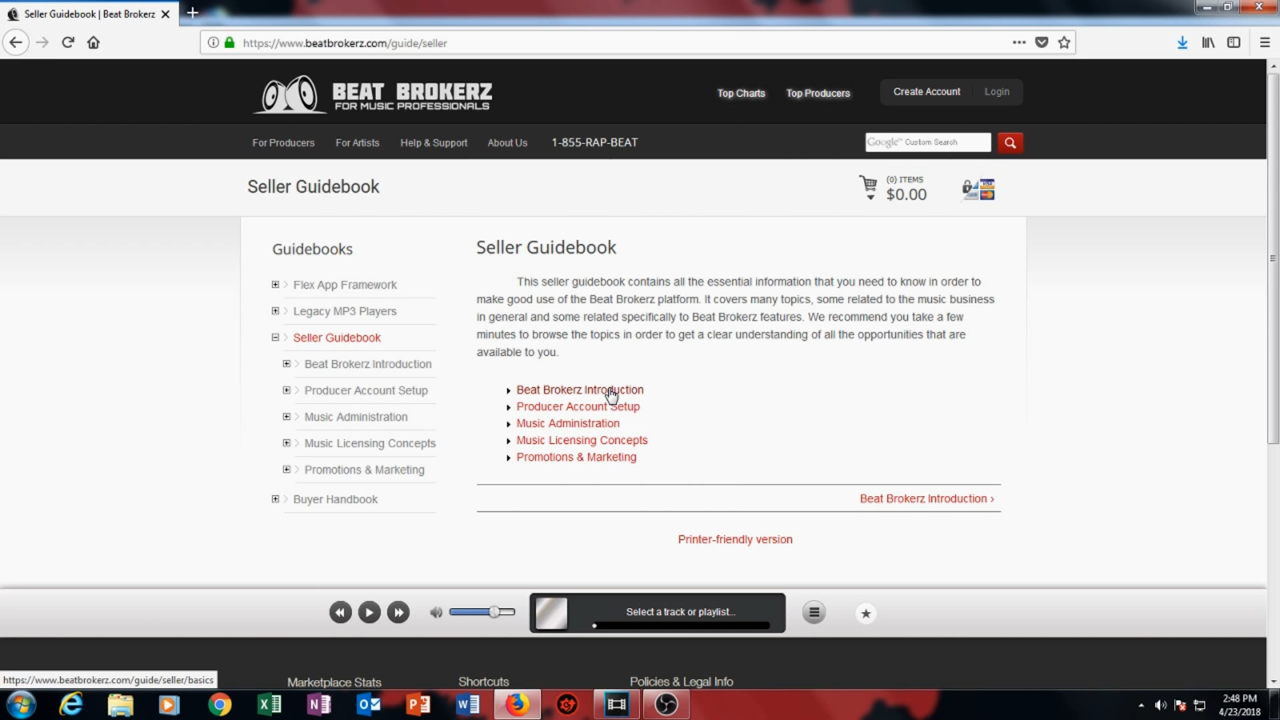 Seller Guidebook | Beat Brokerz
https://www.beatbrokerz.com/guide/seller
BEAT BROKERZ
FOR MUSIC PROFESSIONALS
Top Charts
Top Producers
Create Account
Login
For Producers
For Artists
Help & Support
About Us
1-855-RAP-BEAT
Google™ Custom Search
Seller Guidebook
(0) ITEMS
$0.00
Guidebooks
Flex App Framework
Legacy MP3 Players
Seller Guidebook
Beat Brokerz Introduction
Producer Account Setup
Music Administration
Music Licensing Concepts
Promotions & Marketing
Buyer Handbook
Seller Guidebook
This seller guidebook contains all the essential information that you need to know in order to
make good use of the Beat Brokerz platform. It covers many topics, some related to the music business
in general and some related specifically to Beat Brokerz features. We recommend you take a few
minutes to browse the topics in order to get a clear understanding of all the opportunities that are
available to you.
Beat Brokerz Introduction
Producer Account Setup
Music Administration
Music Licensing Concepts
Promotions & Marketing
Beat Brokerz Introduction ›
Printer-friendly version
Select a track or playlist...
https://www.beatbrokerz.com/guide/seller/basics
Marketplace Stats
Shortcuts
Policies & Legal Info
2:48 PM
4/23/2018